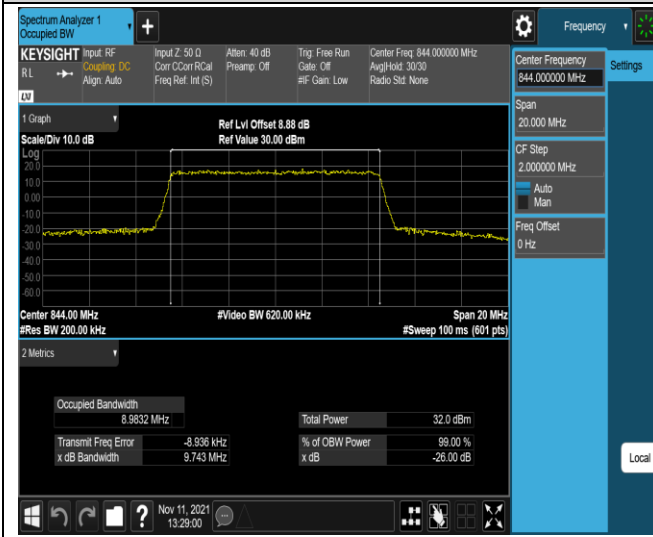 Spectrum Analyzer 1
Occupied BW
Frequency
KEYSIGHT
Input: RF
Coupling: DC
Align: Auto
RL
LXI
Input Z: 50 Ω
Corr CCorr RCal
Freq Ref: Int (S)
Atten: 40 dB
Preamp: Off
Trig: Free Run
Gate: Off
#IF Gain: Low
Center Freq: 844.000000 MHz
Avg|Hold: 30/30
Radio Std: None
Center Frequency
844.000000 MHz
Settings
Span
20.000 MHz
CF Step
2.000000 MHz
Auto
Man
Freq Offset
0 Hz
1 Graph
Scale/Div 10.0 dB
Ref Lvl Offset 8.88 dB
Ref Value 30.00 dBm
Log
20.0
10.0
0.00
-10.0
-20.0
-30.0
-40.0
-50.0
-60.0
Center 844.00 MHz
#Res BW 200.00 kHz
#Video BW 620.00 kHz
Span 20 MHz
#Sweep 100 ms (601 pts)
2 Metrics
Occupied Bandwidth
8.9832 MHz
Total Power 32.0 dBm
Transmit Freq Error -8.936 kHz
% of OBW Power 99.00 %
x dB Bandwidth 9.743 MHz
x dB -26.00 dB
Local
Nov 11, 2021
13:29:00